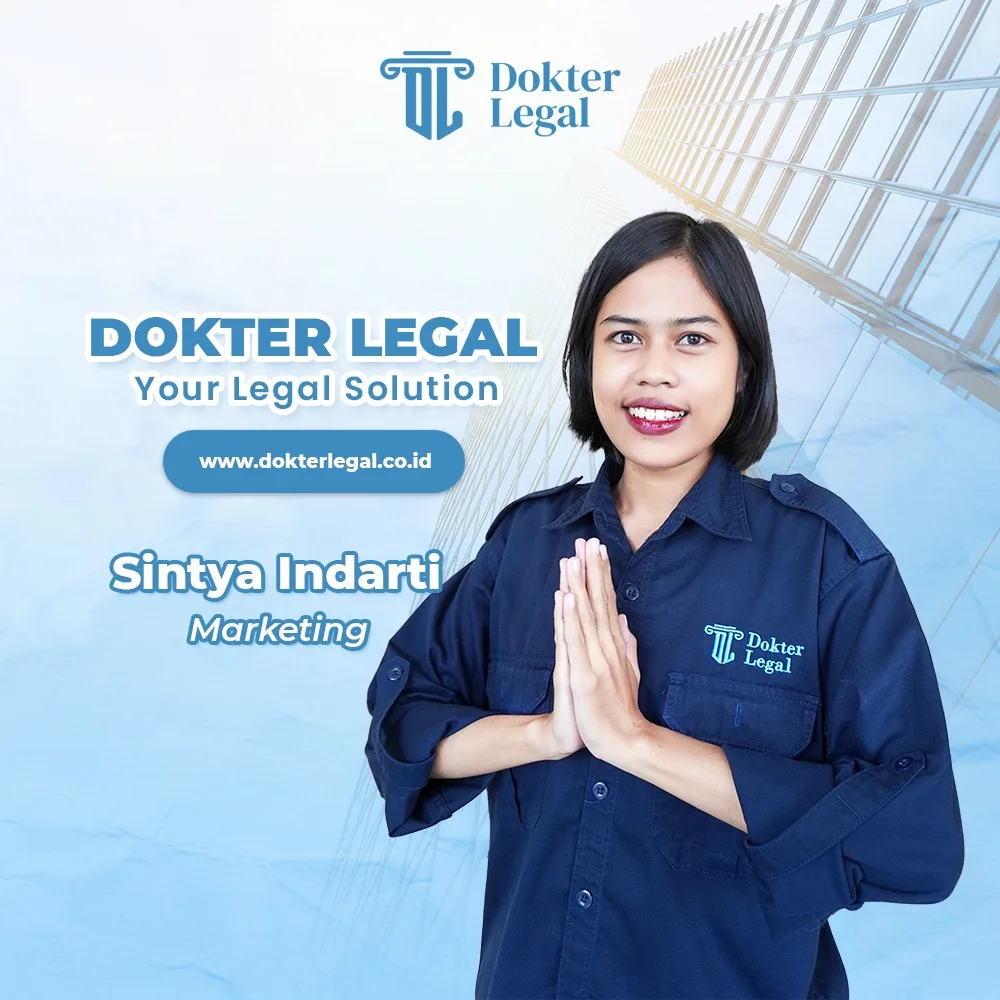 Dokter
Legal
DOKTER LEGAL
Your Legal Solution
www.dokterlegal.co.id
Sintya Indarti
Marketing
Dokter
Legal